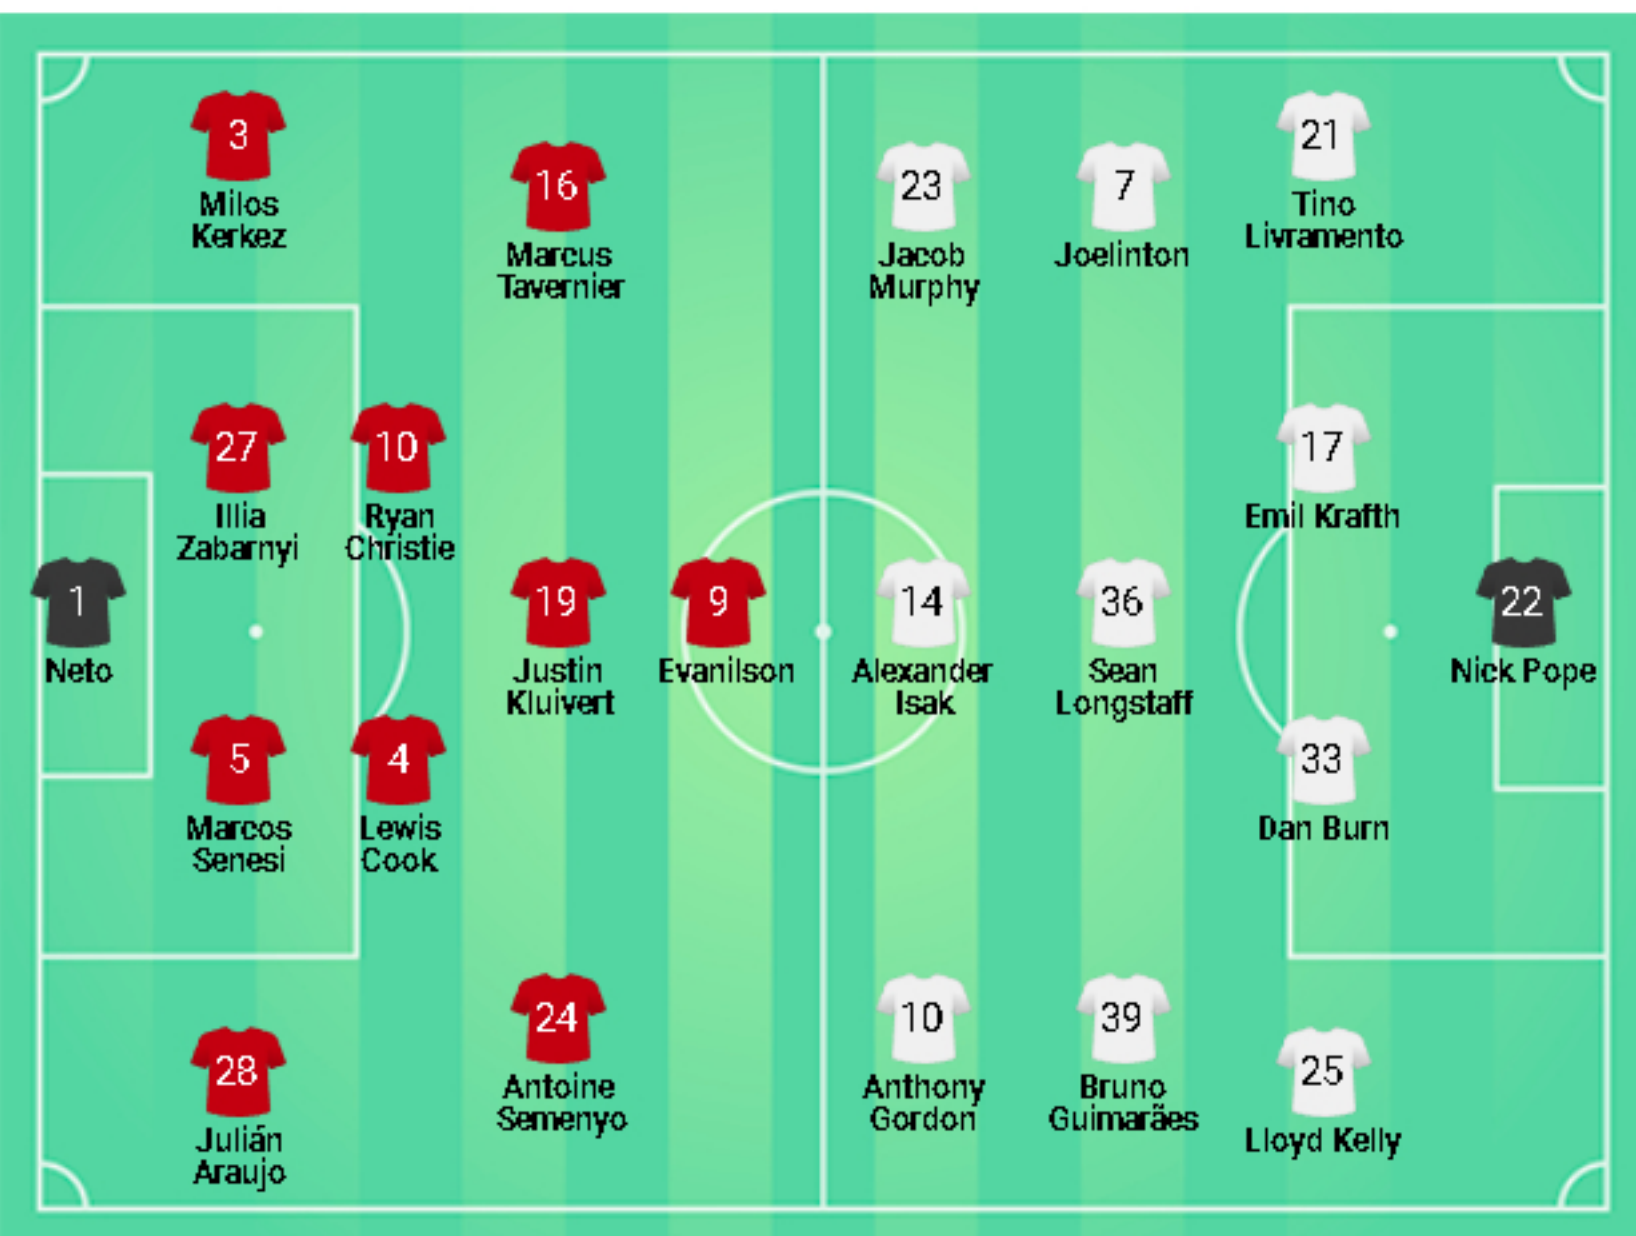 3
Milos
Kerkez
21
Tino
Livramento
16
Marcus
Tavernier
23
Jacob
Murphy
7
Joelinton
27
Illia
Zabarnyi
10
Ryan
Christie
17
Emil Krafth
1
Neto
19
Justin
Kluivert
9
Evanilson
14
Alexander
Isak
36
Sean
Longstaff
22
Nick Pope
5
Marcos
Senesi
4
Lewis
Cook
33
Dan Burn
24
Antoine
Semenyo
10
Anthony
Gordon
39
Bruno
Guimarães
28
Julián
Araujo
25
Lloyd Kelly